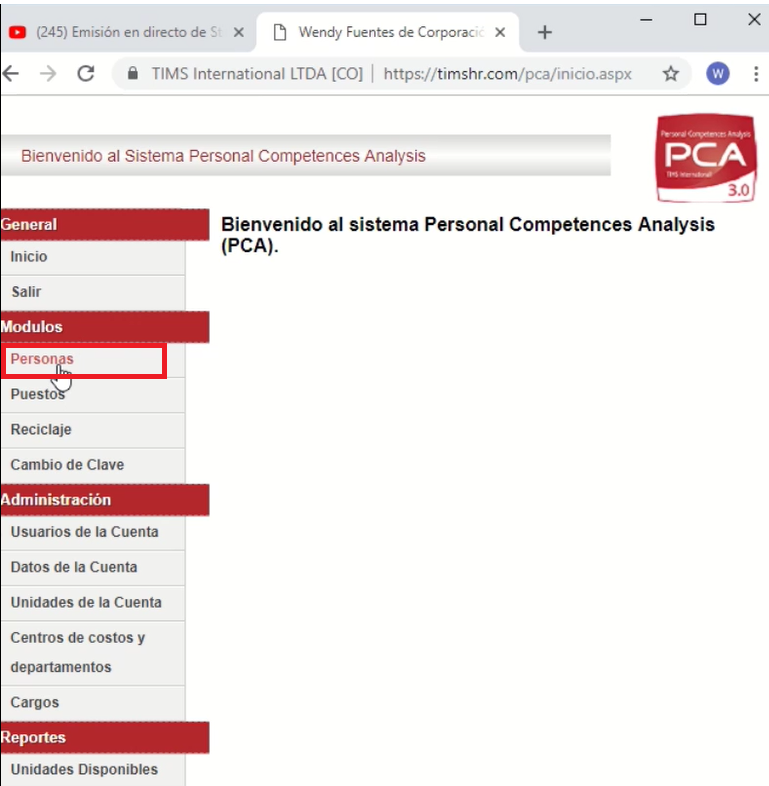 (245) Emisión en directo de St
Wendy Fuentes de Corporació
TIMS International LTDA [CO] | https://timshr.com/pca/inicio.aspx
W
Bienvenido al Sistema Personal Competences Analysis
Personal Competences Analysis
PCA
TIMS International
3.0
General
Bienvenido al sistema Personal Competences Analysis
(PCA).
Inicio
Salir
Modulos
Personas
Puestos
Reciclaje
Cambio de Clave
Administración
Usuarios de la Cuenta
Datos de la Cuenta
Unidades de la Cuenta
Centros de costos y
departamentos
Cargos
Reportes
Unidades Disponibles